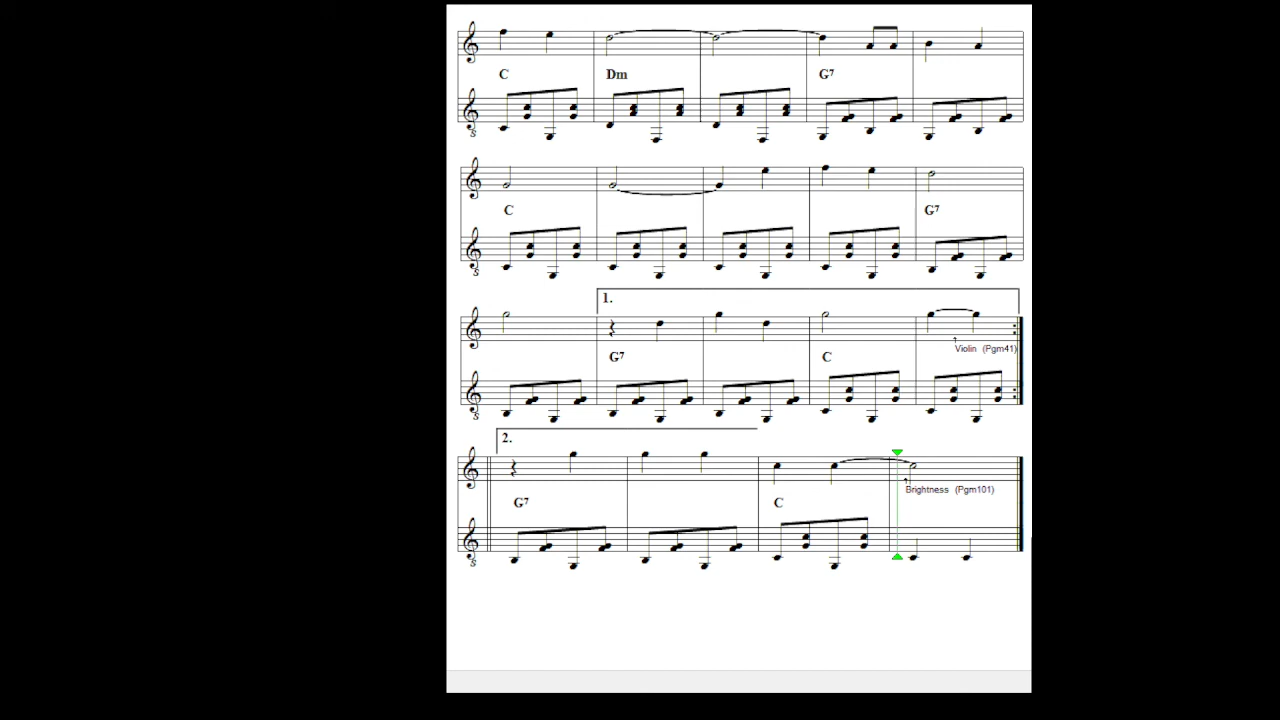 C Dm G7
C G7
1.
G7 C Violin (Pgm41)
2.
G7 C Brightness (Pgm101)